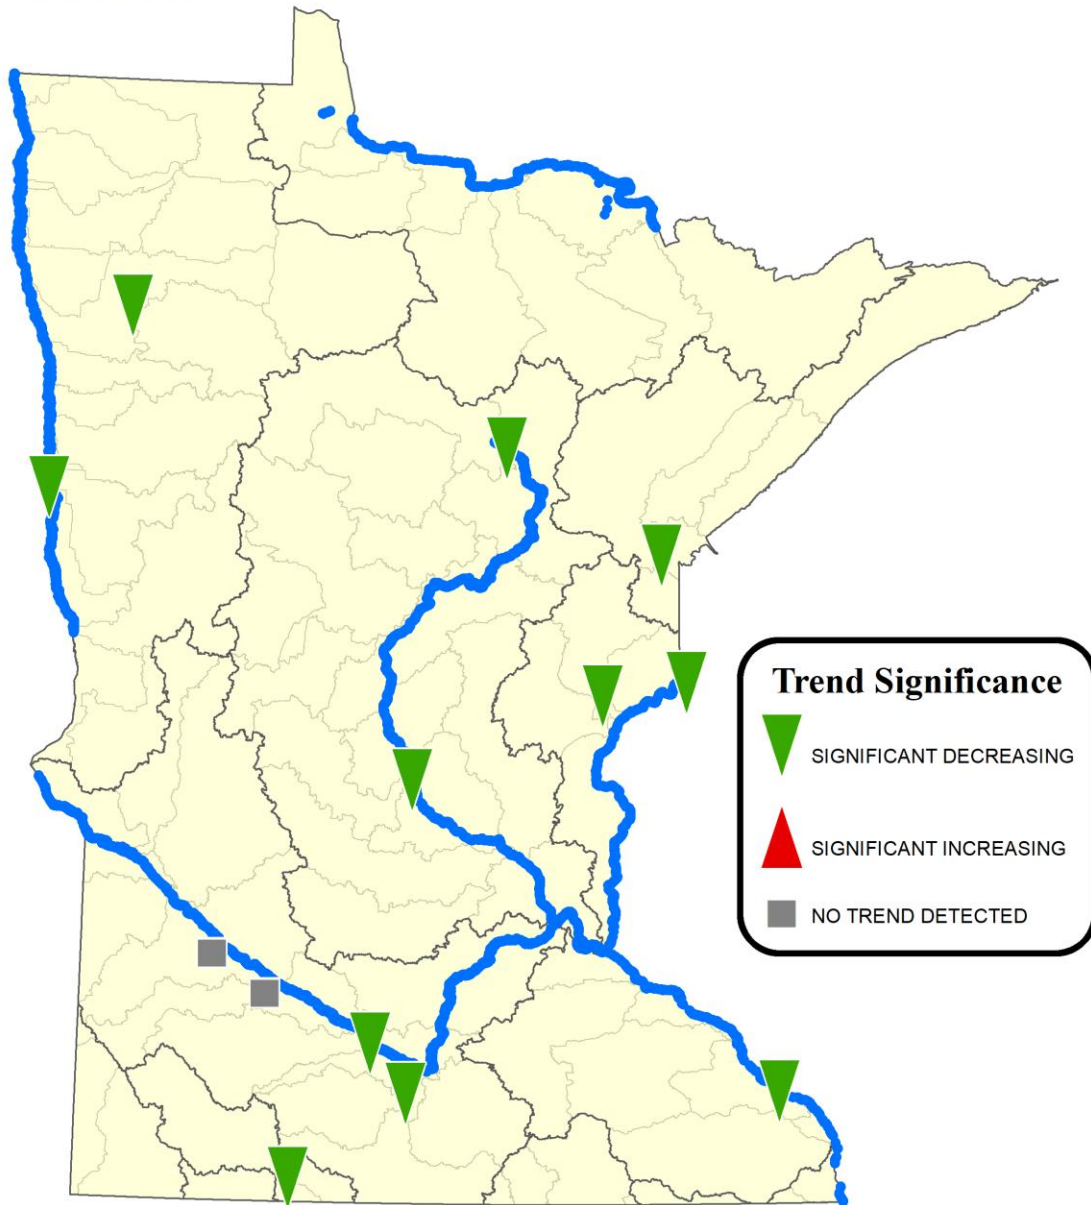 Trend Significance
SIGNIFICANT DECREASING
SIGNIFICANT INCREASING
NO TREND DETECTED